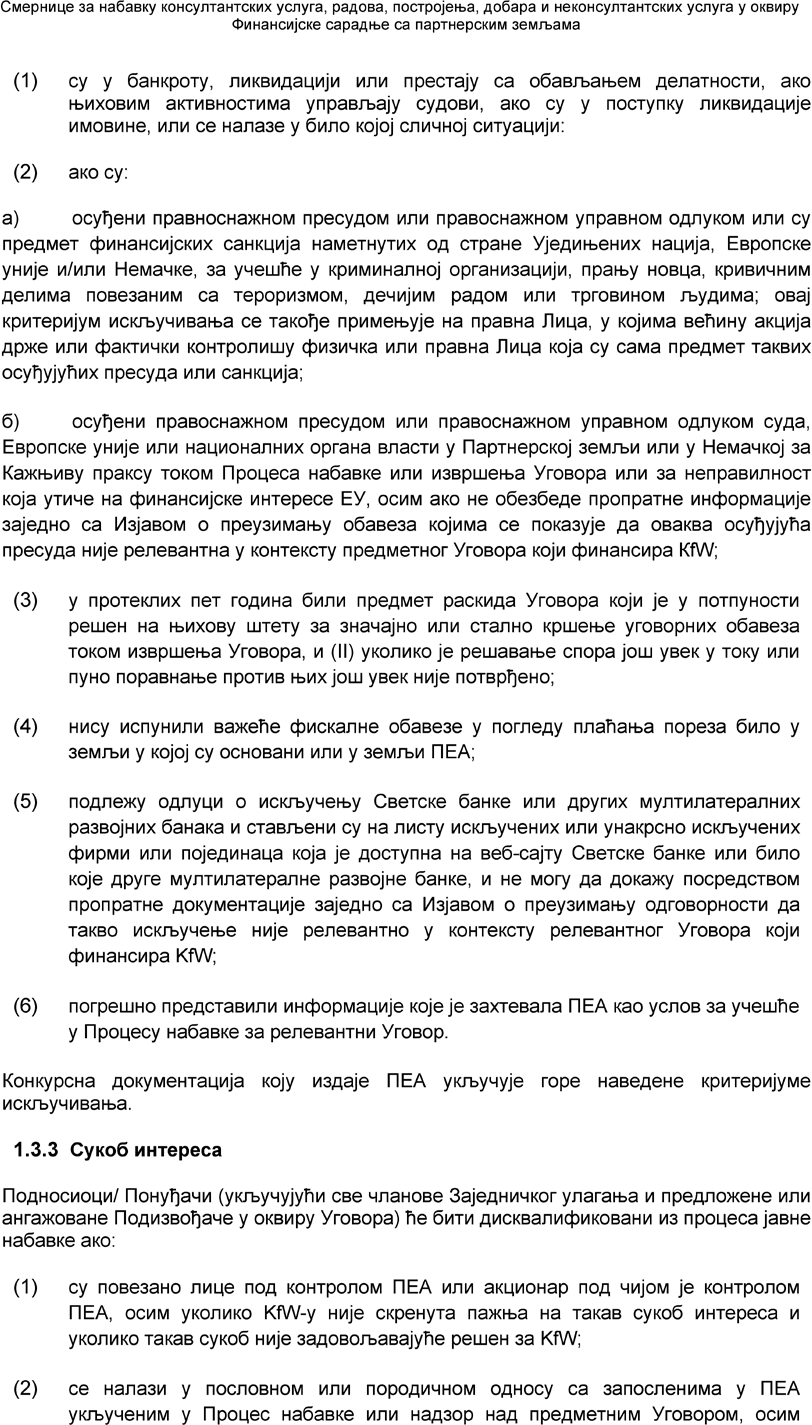 Смернице за набавку консултантских услуга, радова, постројења, добара и неконсултантских услуга у оквиру
Финансијске сарадње са партнерским земљама
(1) су у банкроту, ликвидацији или престају са обављањем делатности, ако
њиховим активностима управљају судови, ако су у поступку ликвидације
имовине, или се налазе у било којој сличној ситуацији:
(2) ако су:
а) осуђени правноснажном пресудом или правоснажном управном одлуком или су
предмет финансијских санкција наметнутих од стране Уједињених нација, Европске
уније и/или Немачке, за учешће у криминалној организацији, прању новца, кривичним
делима повезаним са тероризмом, дечијим радом или трговином људима; овај
критеријум искључивања се такође примењује на правна Лица, у којима већину акција
држе или фактички контролишу физичка или правна Лица која су сама предмет таквих
осуђујућих пресуда или санкција;
б) осуђени правоснажном пресудом или правоснажном управном одлуком суда,
Европске уније или националних органа власти у Партнерској земљи или у Немачкој за
Кажњиву праксу током Процеса набавке или извршења Уговора или за неправилност
која утиче на финансијске интересе ЕУ, осим ако не обезбеде пропратне информације
заједно са Изјавом о преузимању обавеза којима се показује да оваква осуђујућа
пресуда није релевантна у контексту предметног Уговора који финансира KfW;
(3) у протеклих пет година били предмет раскида Уговора који је у потпуности
решен на њихову штету за значајно или стално кршење уговорних обавеза
током извршења Уговора, и (II) уколико је решавање спора још увек у току или
пуно поравнање против њих још увек није потврђено;
(4) нису испунили важеће фискалне обавезе у погледу плаћања пореза било у
земљи у којој су основани или у земљи ПЕА;
(5) подлежу одлуци о искључењу Светске банке или других мултилатералних
развојних банака и стављени су на листу искључених или унакрсно искључених
фирми или појединаца која је доступна на веб-сајту Светске банке или било
које друге мултилатералне развојне банке, и не могу да докажу посредством
пропратне документације заједно са Изјавом о преузимању одговорности да
такво искључење није релевантно у контексту релевантног Уговора који
финансира KfW;
(6) погрешно представили информације које је захтевала ПЕА као услов за учешће
у Процесу набавке за релевантни Уговор.
Конкурсна документација коју издаје ПЕА укључује горе наведене критеријуме
искључивања.
1.3.3 Сукоб интереса
Подносиоци/ Понуђачи (укључујући све чланове Заједничког улагања и предложене или
ангажоване Подизвођаче у оквиру Уговора) ће бити дисквалификовани из процеса јавне
набавке ако:
(1) су повезано лице под контролом ПЕА или акционар под чијом је контролом
ПЕА, осим уколико KfW-у није скренута пажња на такав сукоб интереса и
уколико такав сукоб није задовољавајуће решен за KfW;
(2) се налази у пословном или породичном односу са запосленима у ПЕА
укљученим у Процес набавке или надзор над предметним Уговором, осим